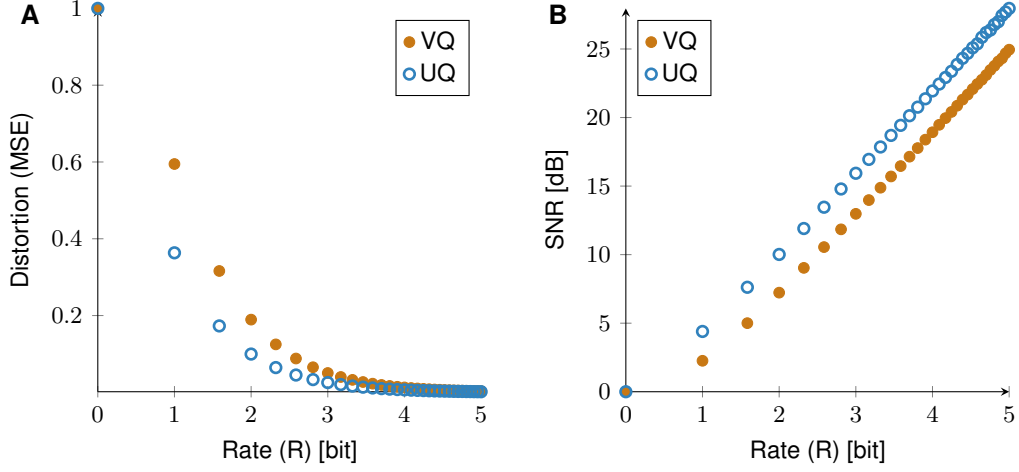 A
VQ
UQ
Distortion (MSE)
1
0.8
0.6
0.4
0.2
0 1 2 3 4 5
Rate (R) [bit]
B
VQ
UQ
SNR [dB]
25
20
15
10
5
0
0 1 2 3 4 5
Rate (R) [bit]